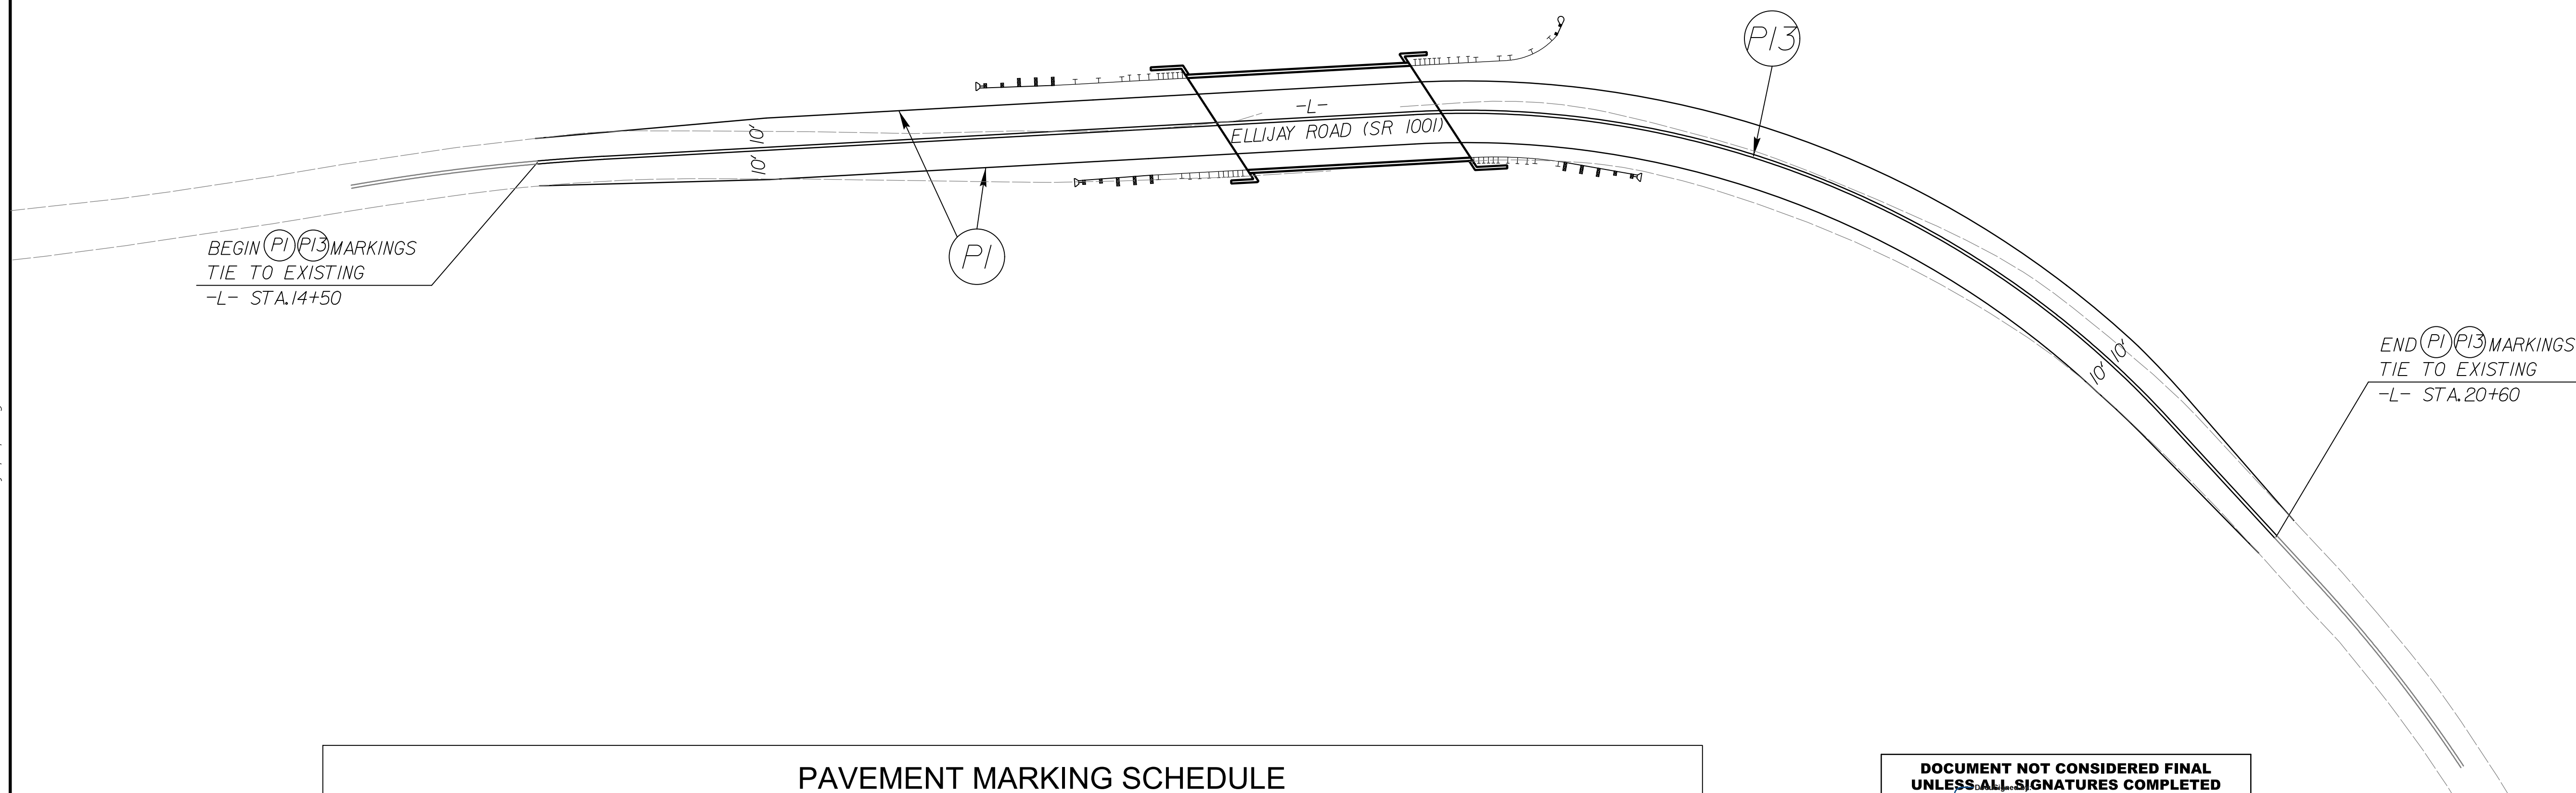 P13
-L-
ELLIJAY ROAD (SR 1001)
10'
10'
P1
BEGIN P1 P13 MARKINGS
TIE TO EXISTING
-L- STA.14+50
10'
10'
END P1 P13 MARKINGS
TIE TO EXISTING
-L- STA.20+60
PAVEMENT MARKING SCHEDULE
DOCUMENT NOT CONSIDERED FINAL
UNLESS ALL SIGNATURES COMPLETED